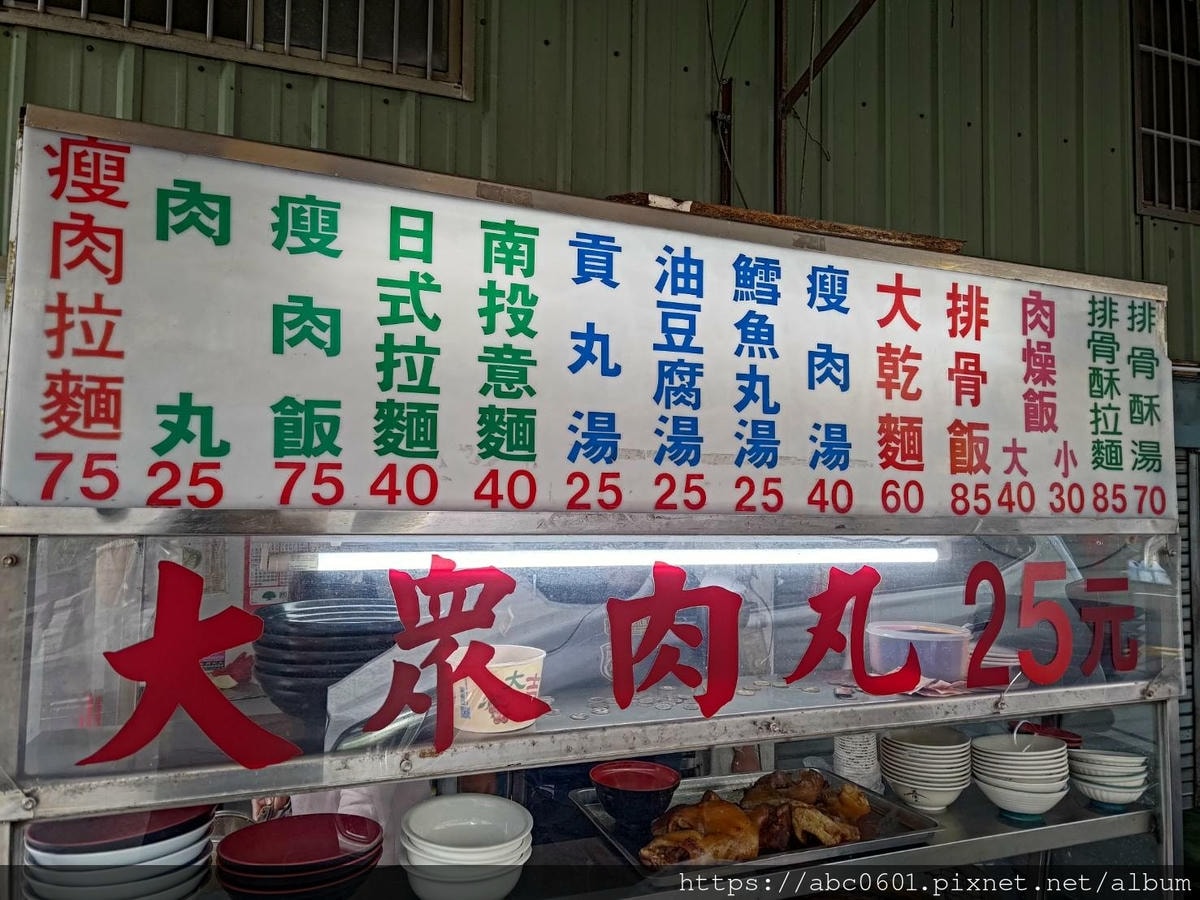 瘦肉拉麵 75
肉丸 25
瘦肉飯 75
日式拉麵 40
南投意麵 40
貢丸湯 25
油豆腐湯 25
鱈魚丸湯 25
瘦肉湯 40
大乾麵 60
排骨飯 85
肉燥飯 大 40 小 30
排骨酥拉麵 85
排骨酥湯 70
大眾肉丸 25元
https://abc0601.pixnet.net/album